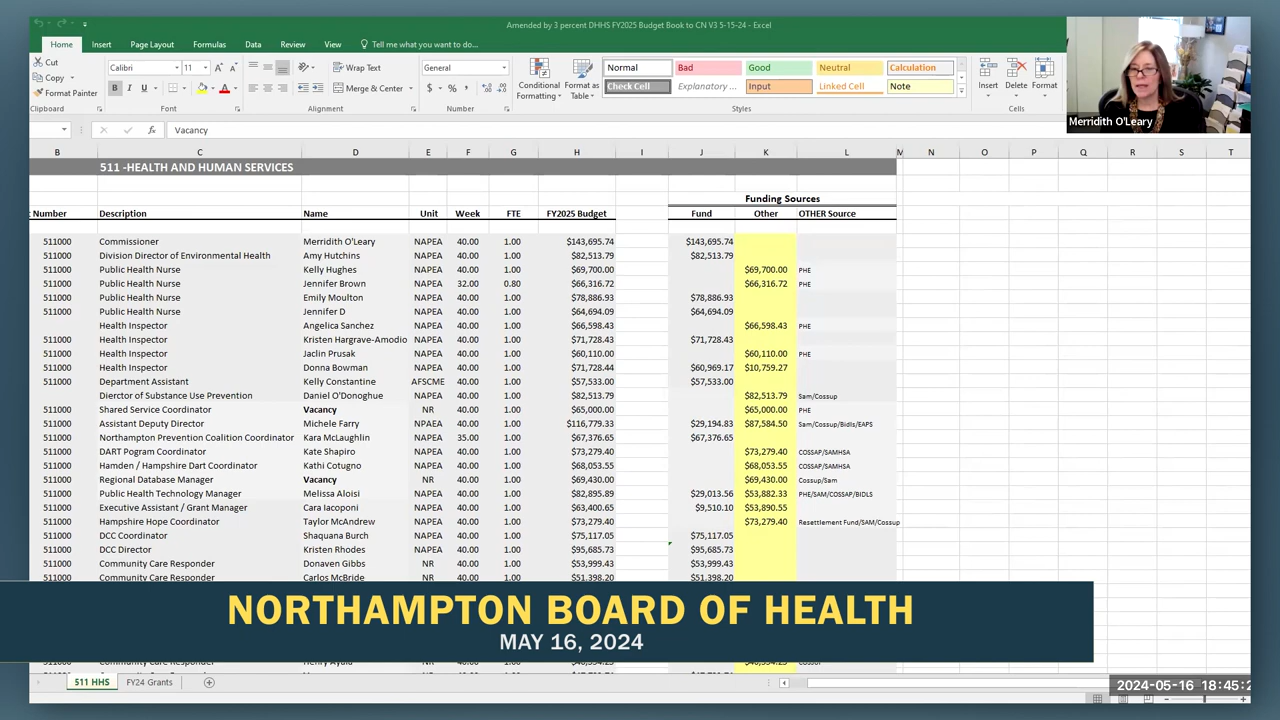 Amended by 3 percent DHHS FY2025 Budget Book to CN V3 5-15-24 - Excel
Home Insert Page Layout Formulas Data Review View Tell me what you want to do...
Cut
Copy
Format Painter
Clipboard
Calibri 11
B I U
Font
Wrap Text
Merge & Center
Alignment
General
$ % ,
Number
Conditional Formatting
Format as Table
Normal Bad Good Neutral Calculation
Check Cell Explanatory ... Input Linked Cell Note
Styles
Insert Delete Format
Cells
Merridith O'Leary
fx Vacancy
B C D E F G H I J K L M N O P Q R S T
511 -HEALTH AND HUMAN SERVICES
Funding Sources
Number Description Name Unit Week FTE FY2025 Budget Fund Other OTHER Source
511000 Commissioner Merridith O'Leary NAPEA 40.00 1.00 $143,695.74 $143,695.74
511000 Division Director of Environmental Health Amy Hutchins NAPEA 40.00 1.00 $82,513.79 $82,513.79
511000 Public Health Nurse Kelly Hughes NAPEA 40.00 1.00 $69,700.00 $69,700.00 PHE
511000 Public Health Nurse Jennifer Brown NAPEA 32.00 0.80 $66,316.72 $66,316.72 PHE
511000 Public Health Nurse Emily Moulton NAPEA 40.00 1.00 $78,886.93 $78,886.93
511000 Public Health Nurse Jennifer D NAPEA 40.00 1.00 $64,694.09 $64,694.09
Health Inspector Angelica Sanchez NAPEA 40.00 1.00 $66,598.43 $66,598.43 PHE
511000 Health Inspector Kristen Hargrave-Amodio NAPEA 40.00 1.00 $71,728.43 $71,728.43
511000 Health Inspector Jaclin Prusak NAPEA 40.00 1.00 $60,110.00 $60,110.00 PHE
511000 Health Inspector Donna Bowman NAPEA 40.00 1.00 $71,728.44 $60,969.17 $10,759.27
511000 Department Assistant Kelly Constantine AFSCME 40.00 1.00 $57,533.00 $57,533.00
Dierctor of Substance Use Prevention Daniel O'Donoghue NAPEA 40.00 1.00 $82,513.79 $82,513.79 Sam/Cossup
511000 Shared Service Coordinator Vacancy NR 40.00 1.00 $65,000.00 $65,000.00 PHE
511000 Assistant Deputy Director Michele Farry NPAEA 40.00 1.00 $116,779.33 $29,194.83 $87,584.50 Sam/Cossup/Bidls/EAPS
511000 Northampton Prevention Coalition Coordinator Kara McLaughlin NAPEA 35.00 1.00 $67,376.65 $67,376.65
511000 DART Pogram Coordinator Kate Shapiro NAPEA 40.00 1.00 $73,279.40 $73,279.40 COSSAP/SAMHSA
511000 Hamden / Hampshire Dart Coordinator Kathi Cotugno NAPEA 40.00 1.00 $68,053.55 $68,053.55 COSSAP/SAMHSA
511000 Regional Database Manager Vacancy NR 40.00 1.00 $69,430.00 $69,430.00 Cossup/Sam
511000 Public Health Technology Manager Melissa Aloisi NAPEA 40.00 1.00 $82,895.89 $29,013.56 $53,882.33 PHE/SAM/COSSAP/BIDLS
511000 Executive Assistant / Grant Manager Cara Iacoponi NAPEA 40.00 1.00 $63,400.65 $9,510.10 $53,890.55
511000 Hampshire Hope Coordinator Taylor McAndrew NAPEA 40.00 1.00 $73,279.40 $73,279.40 Resettlement Fund/SAM/Cossup
511000 DCC Coordinator Shaquana Burch NAPEA 40.00 1.00 $75,117.05 $75,117.05
511000 DCC Director Kristen Rhodes NAPEA 40.00 1.00 $95,685.73 $95,685.73
511000 Community Care Responder Donaven Gibbs NR 40.00 1.00 $53,999.43 $53,999.43
511000 Community Care Responder Carlos McBride NR 40.00 1.00 $51,398.20 $51,398.20
NORTHAMPTON BOARD OF HEALTH
MAY 16, 2024
511 HHS FY24 Grants
2024-05-16 18:45:2